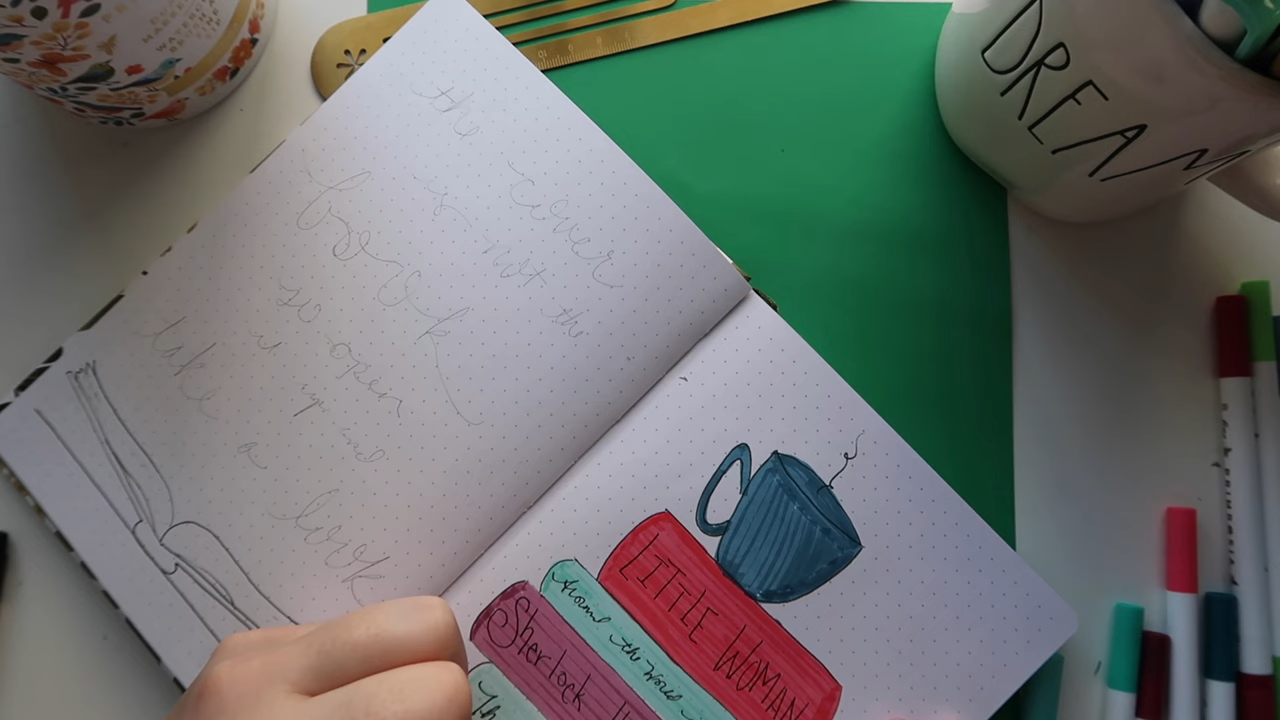 DREAM
the cover
is not the
book
so open
it up and
take a
look
LITTLE WOMAN
Around the World
Sherlock
Th